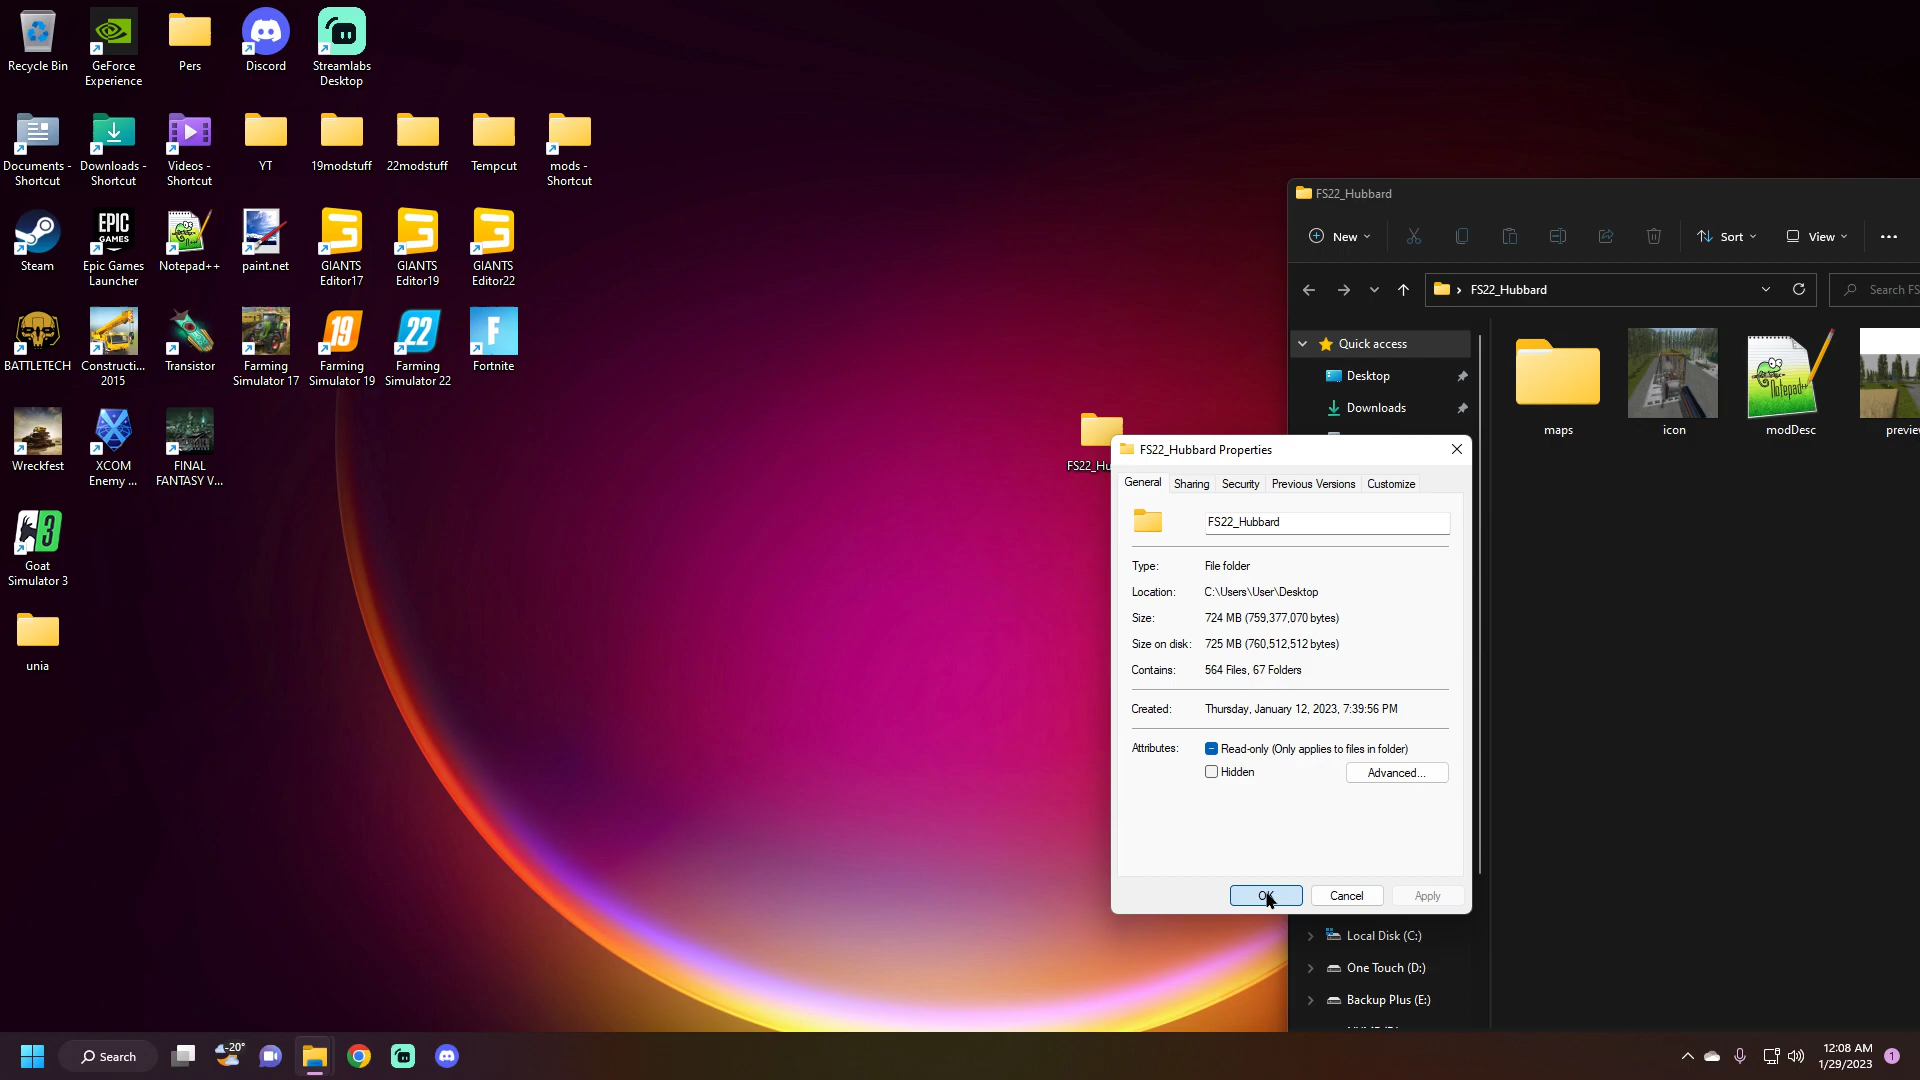 Recycle Bin
GeForce
Experience
Pers
Discord
Streamlabs
Desktop
Documents -
Shortcut
Downloads -
Shortcut
Videos -
Shortcut
YT
19modstuff
22modstuff
Tempcut
mods -
Shortcut
Steam
EPIC
GAMES
Epic Games
Launcher
Notepad++
paint.net
GIANTS
Editor17
GIANTS
Editor19
GIANTS
Editor22
BATTLETECH
Constructi...
2015
Transistor
Farming
Simulator 17
19
Farming
Simulator 19
22
Farming
Simulator 22
F
Fortnite
Wreckfest
XCOM
Enemy ...
FINAL
FANTASY V...
3
Goat
Simulator 3
unia
FS22_Hu
FS22_Hubbard
New
Sort
View
FS22_Hubbard
Search FS
Quick access
Desktop
Downloads
maps
icon
Notepad++
modDesc
previe
FS22_Hubbard Properties
General
Sharing
Security
Previous Versions
Customize
FS22_Hubbard
Type: File folder
Location: C:\Users\User\Desktop
Size: 724 MB (759,377,070 bytes)
Size on disk: 725 MB (760,512,512 bytes)
Contains: 564 Files, 67 Folders
Created: Thursday, January 12, 2023, 7:39:56 PM
Attributes: Read-only (Only applies to files in folder)
Hidden
Advanced...
OK
Cancel
Apply
Local Disk (C:)
One Touch (D:)
Backup Plus (E:)
Search
-20°
12:08 AM
1/29/2023
1